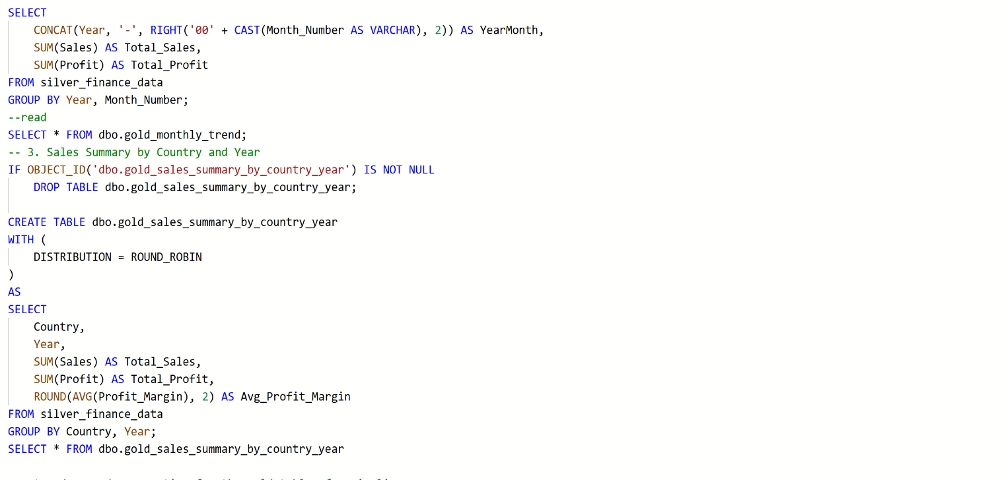 SELECT
    CONCAT(Year, '-', RIGHT('00' + CAST(Month_Number AS VARCHAR), 2)) AS YearMonth,
    SUM(Sales) AS Total_Sales,
    SUM(Profit) AS Total_Profit
FROM silver_finance_data
GROUP BY Year, Month_Number;
--read
SELECT * FROM dbo.gold_monthly_trend;
-- 3. Sales Summary by Country and Year
IF OBJECT_ID('dbo.gold_sales_summary_by_country_year') IS NOT NULL
    DROP TABLE dbo.gold_sales_summary_by_country_year;
CREATE TABLE dbo.gold_sales_summary_by_country_year
WITH (
    DISTRIBUTION = ROUND_ROBIN
)
AS
SELECT
    Country,
    Year,
    SUM(Sales) AS Total_Sales,
    SUM(Profit) AS Total_Profit,
    ROUND(AVG(Profit_Margin), 2) AS Avg_Profit_Margin
FROM silver_finance_data
GROUP BY Country, Year;
SELECT * FROM dbo.gold_sales_summary_by_country_year